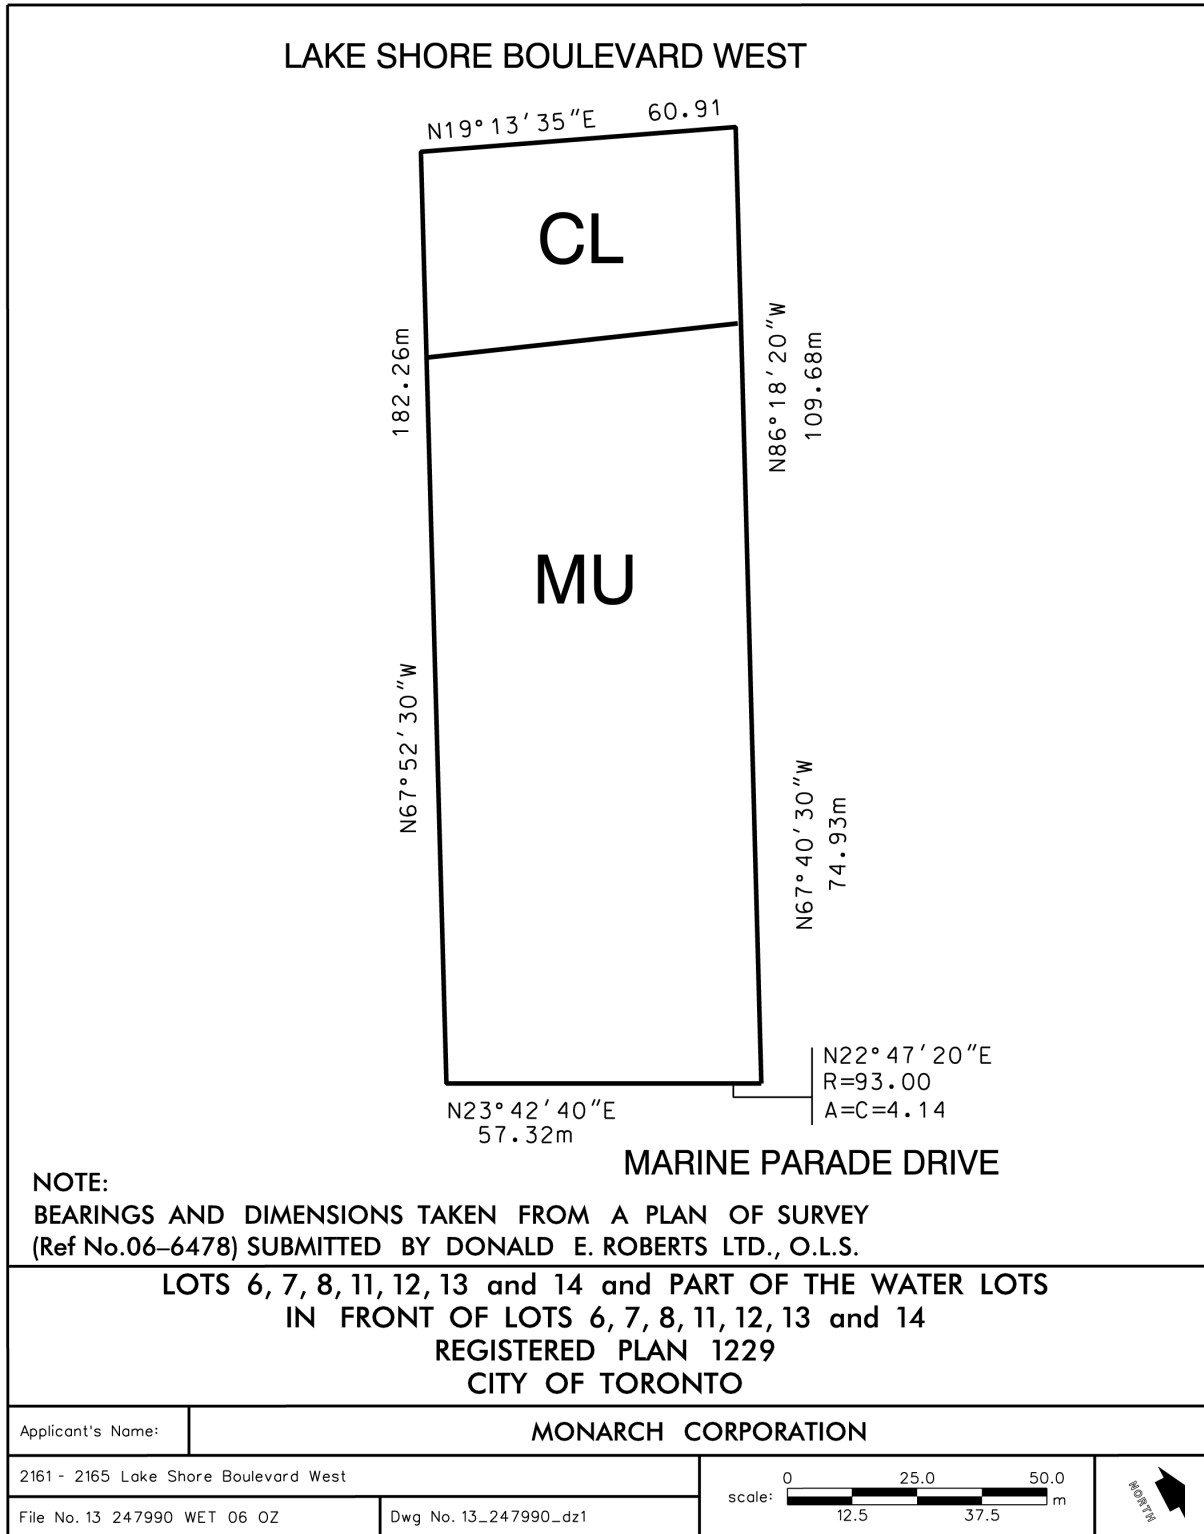 LAKE SHORE BOULEVARD WEST
N19°13'35"E 60.91
CL
182.26m
N86°18'20"W
109.68m
MU
N67°52'30"W
N67°40'30"W
74.93m
N22°47'20"E
R=93.00
A=C=4.14
N23°42'40"E
57.32m
MARINE PARADE DRIVE
NOTE:
BEARINGS AND DIMENSIONS TAKEN FROM A PLAN OF SURVEY
(Ref No.06–6478) SUBMITTED BY DONALD E. ROBERTS LTD., O.L.S.
LOTS 6, 7, 8, 11, 12, 13 and 14 and PART OF THE WATER LOTS
IN FRONT OF LOTS 6, 7, 8, 11, 12, 13 and 14
REGISTERED PLAN 1229
CITY OF TORONTO
Applicant's Name: MONARCH CORPORATION
2161 - 2165 Lake Shore Boulevard West
File No. 13 247990 WET 06 OZ
Dwg No. 13_247990_dz1
0 25.0 50.0
scale: m
12.5 37.5
NORTH